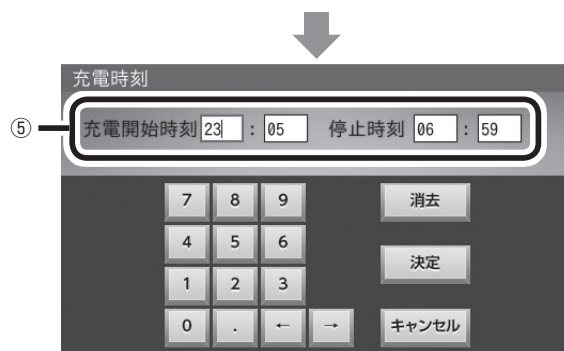 充電時刻
⑤ 充電開始時刻 23 : 05 停止時刻 06 : 59
7 8 9 消去
4 5 6
決定
1 2 3
0 . ← → キャンセル